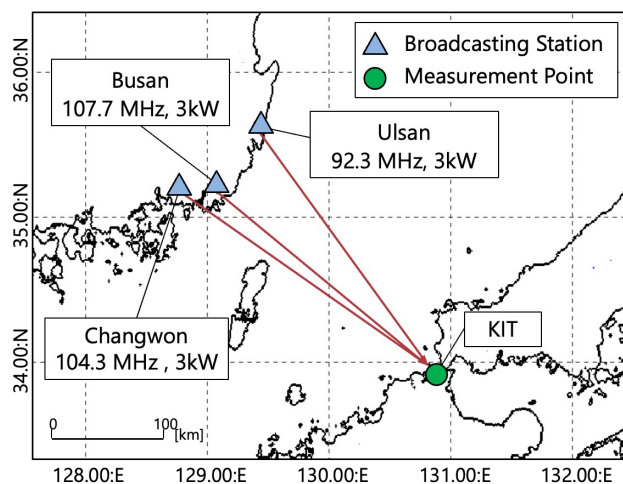 Broadcasting Station
Measurement Point
Busan
107.7 MHz, 3kW
Ulsan
92.3 MHz, 3kW
Changwon
104.3 MHz , 3kW
KIT
0
100
[km]
36.00:N
35.00:N
34.00:N
128.00:E
129.00:E
130.00:E
131.00:E
132.00:E